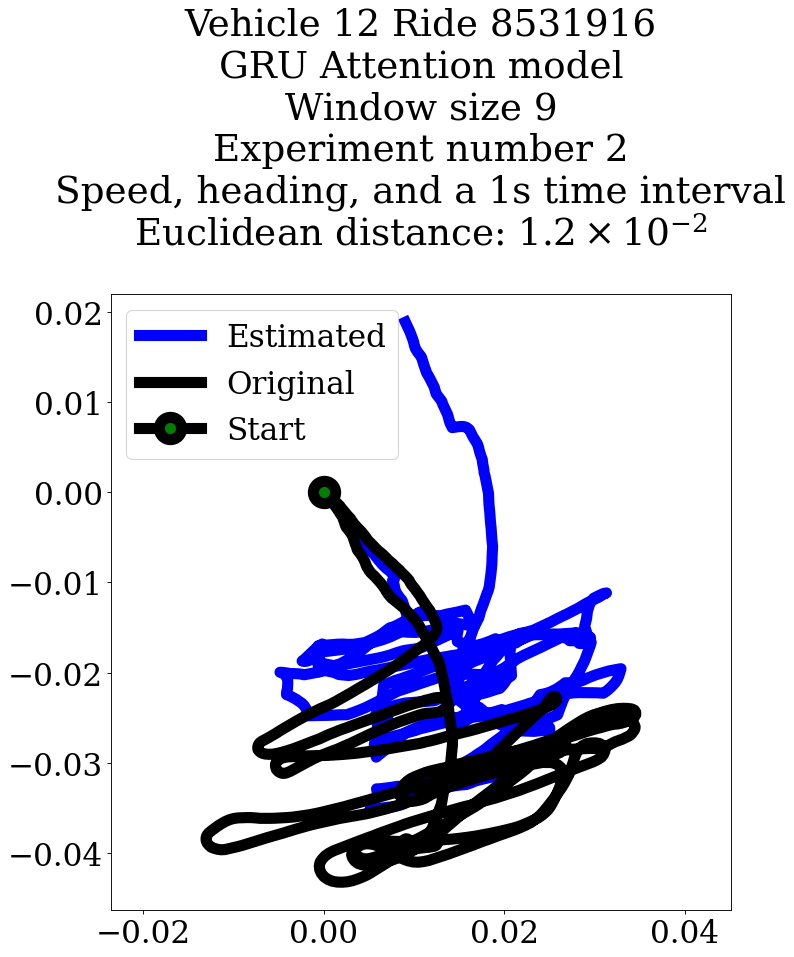 Vehicle 12 Ride 8531916
GRU Attention model
Window size 9
Experiment number 2
Speed, heading, and a 1s time interval
Euclidean distance: 1.2 × 10⁻²
0.02
0.01
0.00
−0.01
−0.02
−0.03
−0.04
Estimated
Original
Start
−0.02
0.00
0.02
0.04